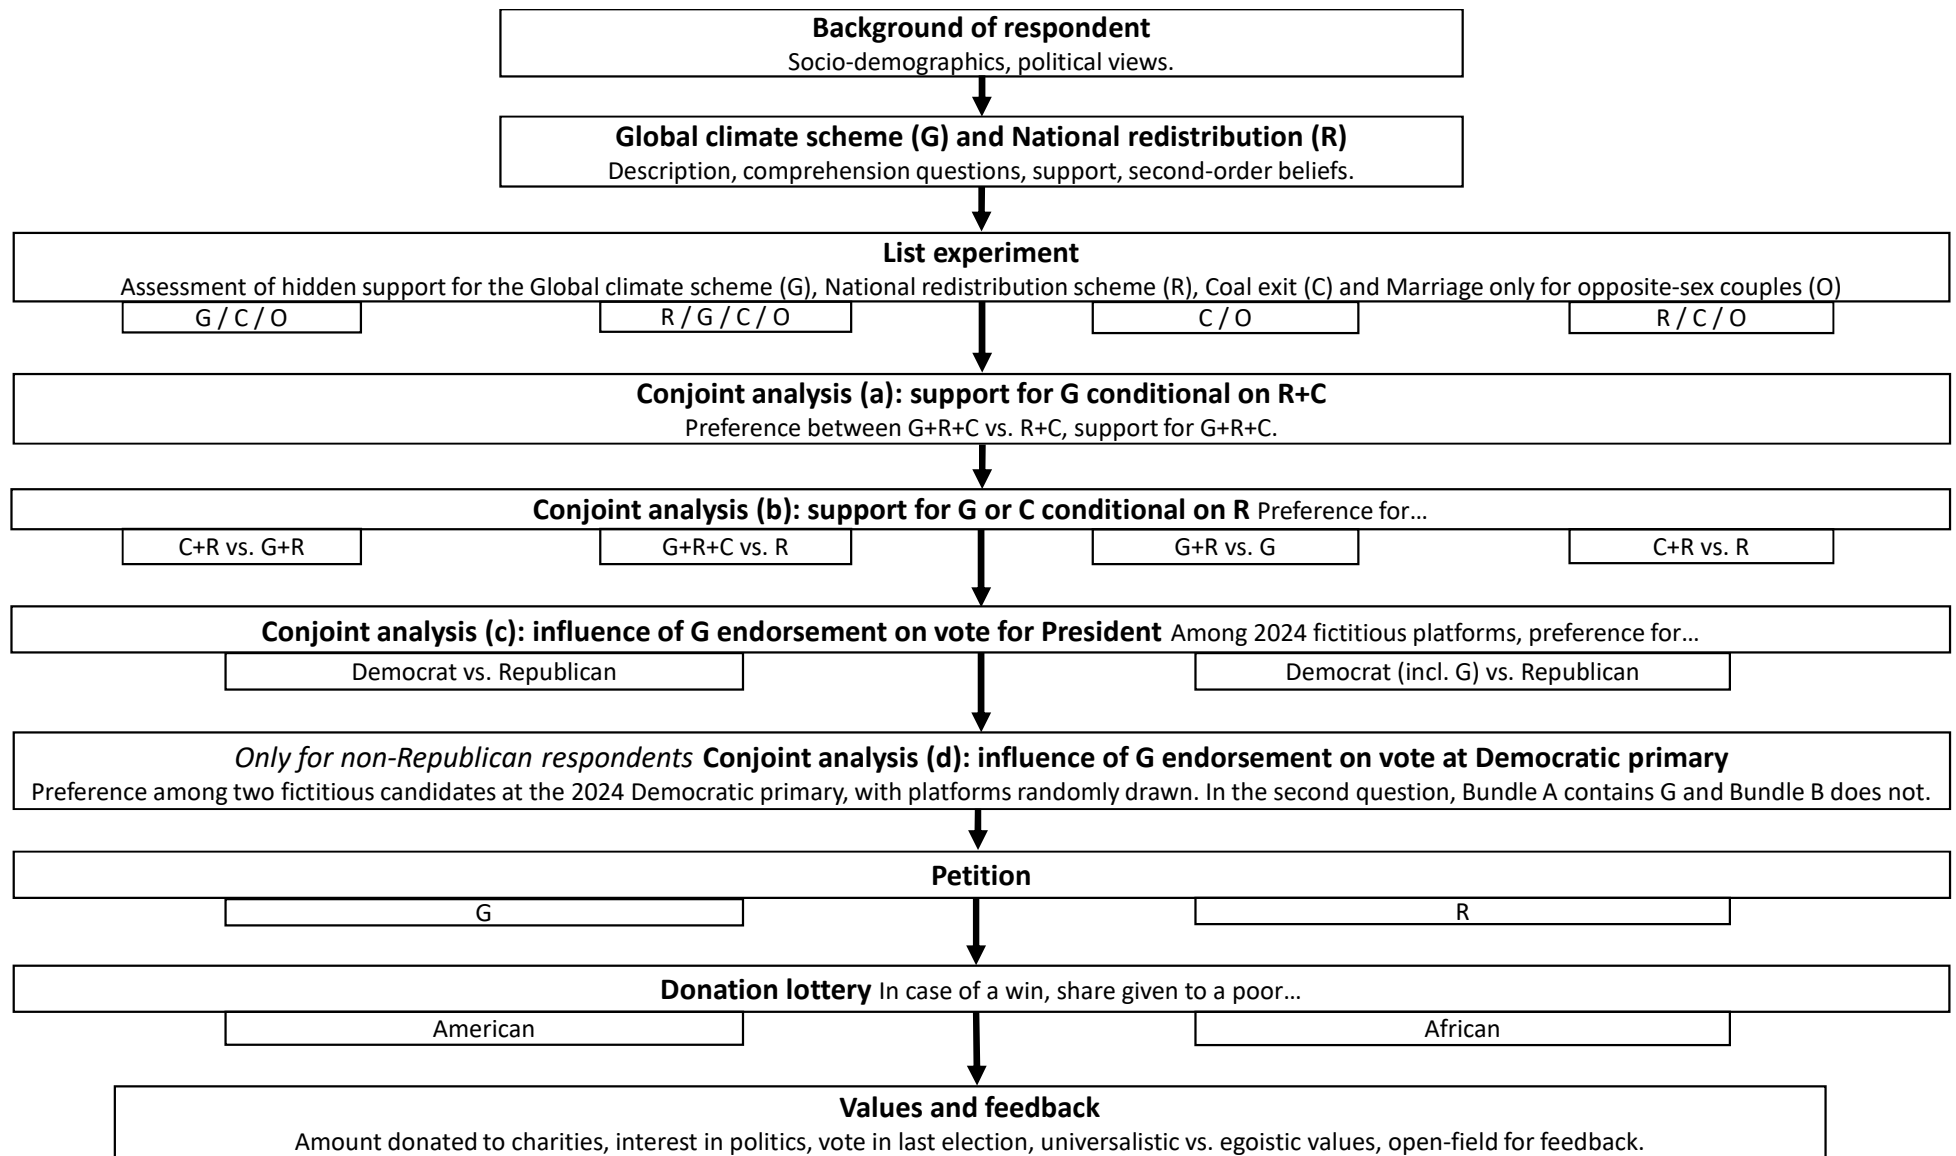 Background of respondent
Socio-demographics, political views.
Global climate scheme (G) and National redistribution (R)
Description, comprehension questions, support, second-order beliefs.
List experiment
Assessment of hidden support for the Global climate scheme (G), National redistribution scheme (R), Coal exit (C) and Marriage only for opposite-sex couples (O)
G / C / O
R / G / C / O
C / O
R / C / O
Conjoint analysis (a): support for G conditional on R+C
Preference between G+R+C vs. R+C, support for G+R+C.
Conjoint analysis (b): support for G or C conditional on R Preference for…
C+R vs. G+R
G+R+C vs. R
G+R vs. G
C+R vs. R
Conjoint analysis (c): influence of G endorsement on vote for President Among 2024 fictitious platforms, preference for…
Democrat vs. Republican
Democrat (incl. G) vs. Republican
Only for non-Republican respondents Conjoint analysis (d): influence of G endorsement on vote at Democratic primary
Preference among two fictitious candidates at the 2024 Democratic primary, with platforms randomly drawn. In the second question, Bundle A contains G and Bundle B does not.
Petition
G
R
Donation lottery In case of a win, share given to a poor…
American
African
Values and feedback
Amount donated to charities, interest in politics, vote in last election, universalistic vs. egoistic values, open-field for feedback.